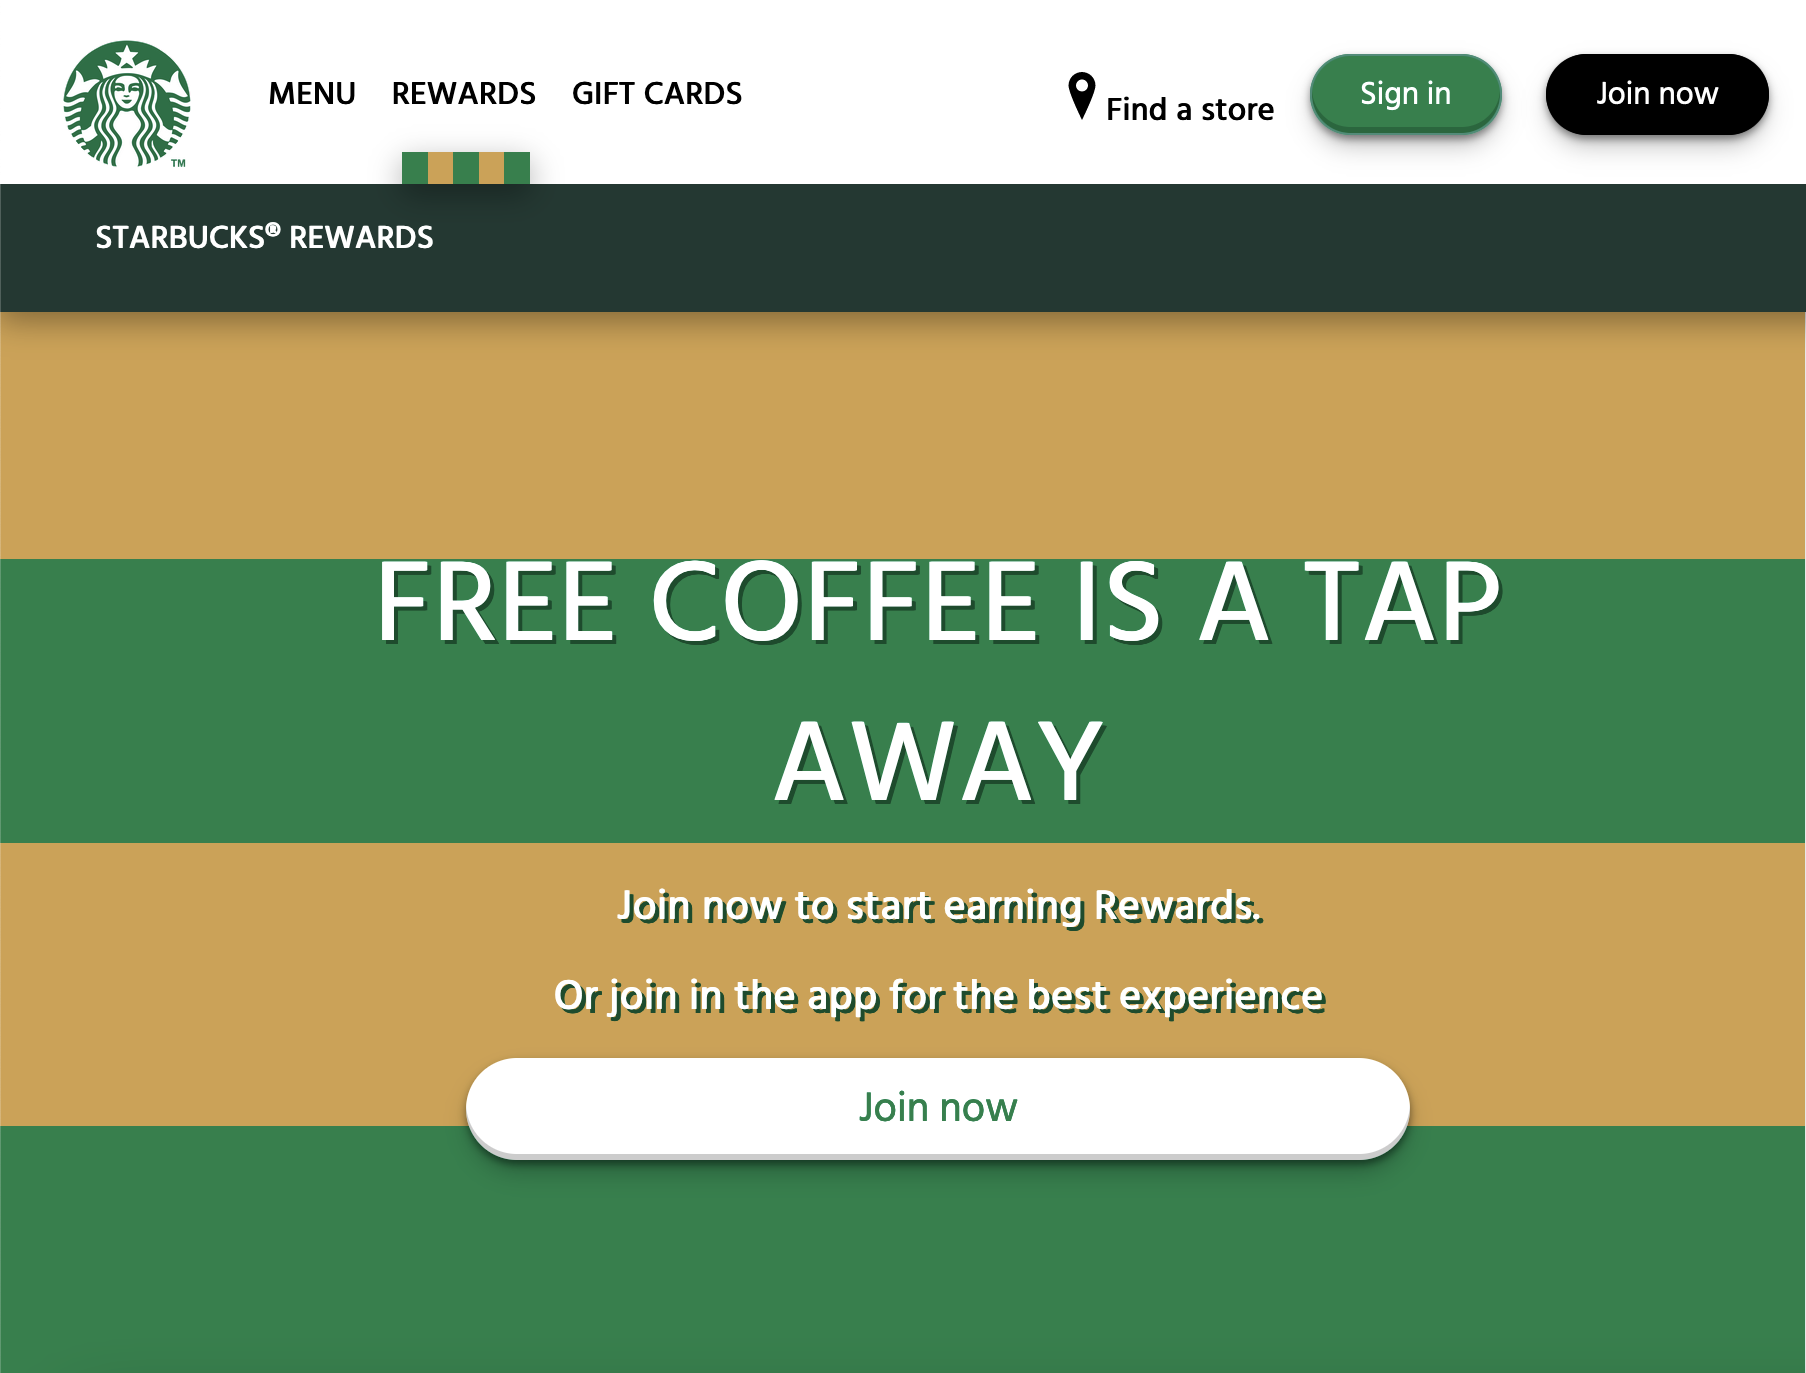 MENU REWARDS GIFT CARDS Find a store Sign in Join now
TM
STARBUCKS® REWARDS
FREE COFFEE IS A TAP
AWAY
Join now to start earning Rewards.
Or join in the app for the best experience
Join now